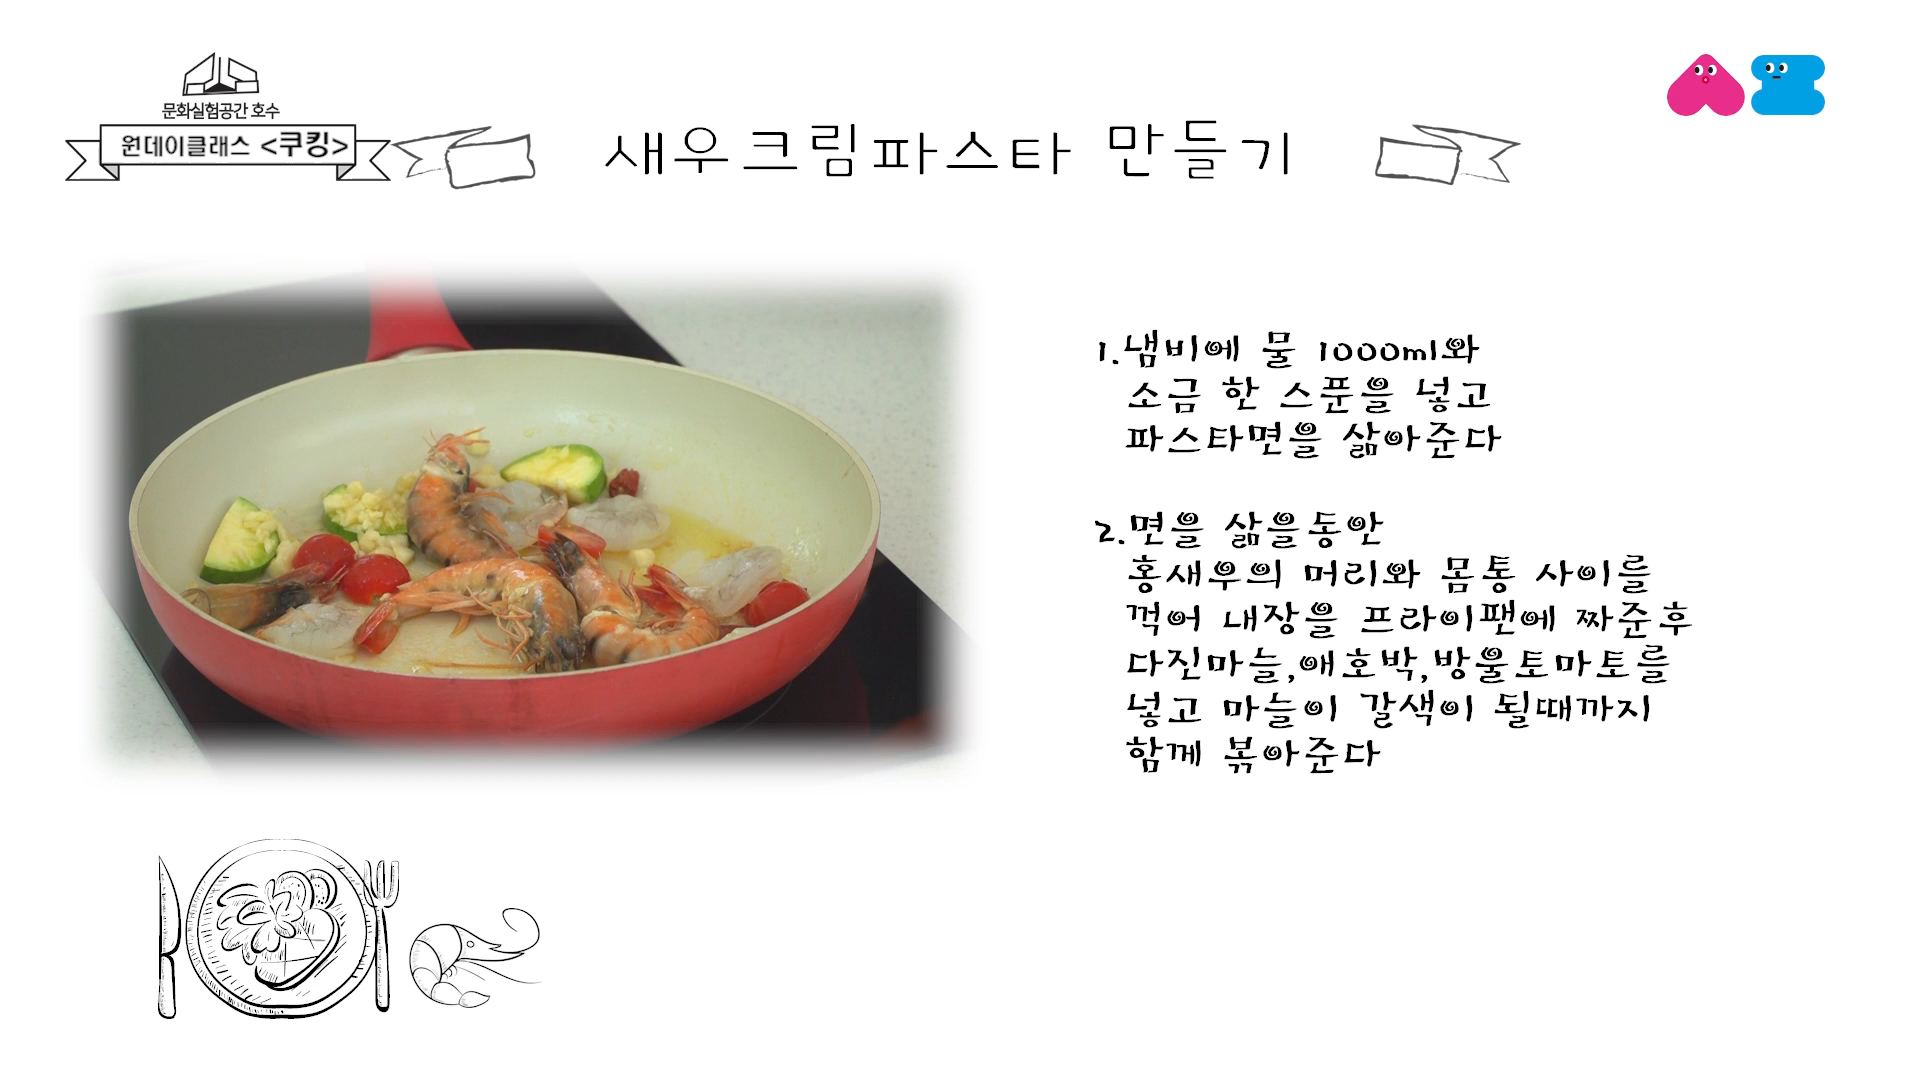 문화실험공간 호수
원데이클래스 <쿠킹>
새우크림파스타 만들기
1.냄비에 물 1000ml와
소금 한 스푼을 넣고
파스타면을 삶아준다
2.면을 삶을동안
홍새우의 머리와 몸통 사이를
꺽어 내장을 프라이팬에 짜준후
다진마늘,애호박,방울토마토를
넣고 마늘이 갈색이 될때까지
함께 볶아준다